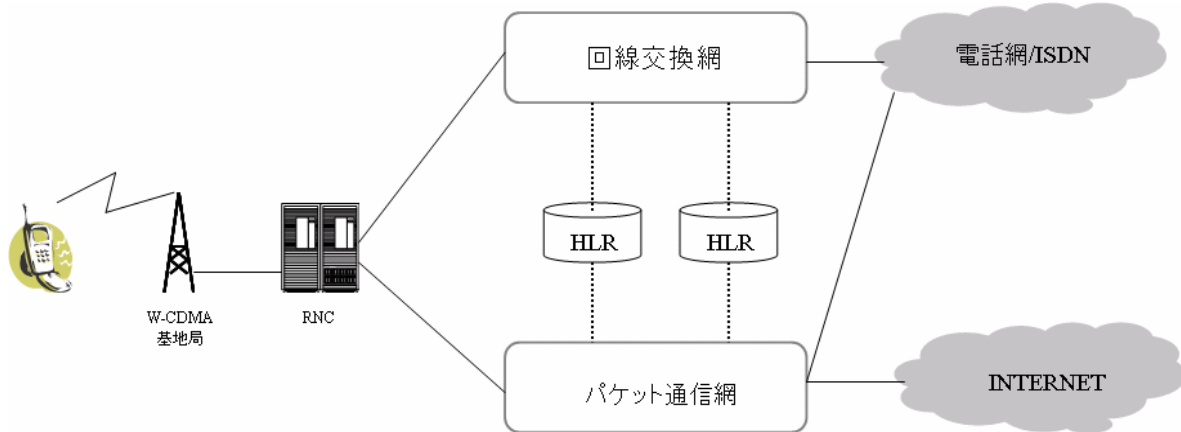 回線交換網
電話網/ISDN
HLR
HLR
W-CDMA
基地局
RNC
パケット通信網
INTERNET